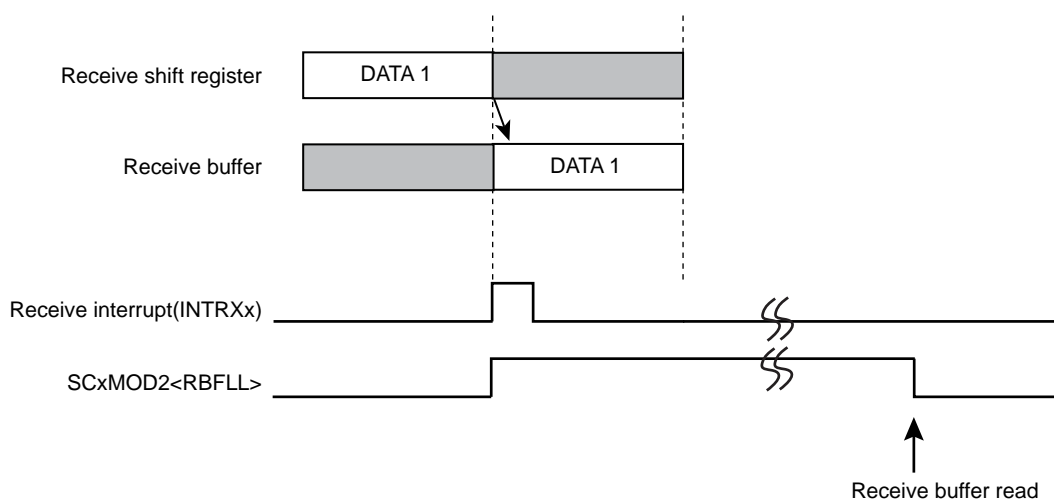 Receive shift register
DATA 1
Receive buffer
DATA 1
Receive interrupt(INTRXx)
SCxMOD2<RBFLL>
Receive buffer read